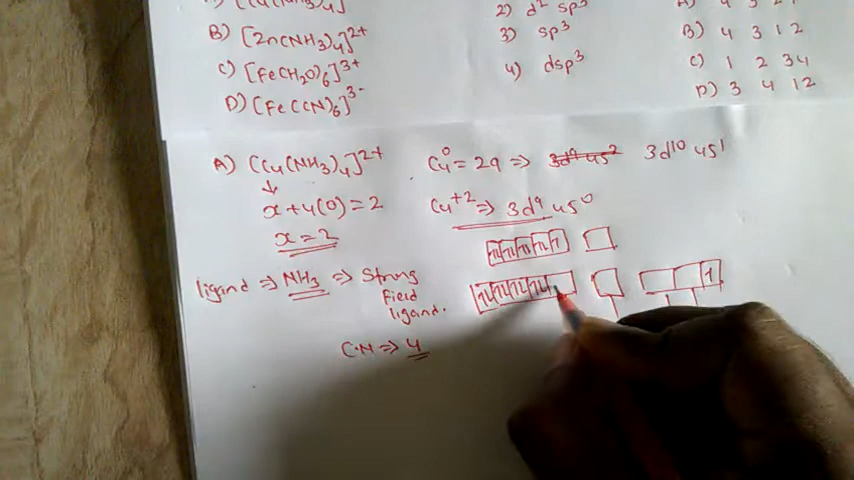 2) d² sp³
B) [Zn(NH₃)₄]²⁺ 3) sp³ B) 4 3 1 2
C) [Fe(H₂O)₆]³⁺ 4) dsp³ C) 1 2 3 4
D) [Fe(CN)₆]³⁻ D) 3 4 1 2
A) [Cu(NH₃)₄]²⁺ Cu⁰ = 29 ⇒ 3d⁹ 4s² 3d¹⁰ 4s¹
↓
x + 4(0) = 2 Cu⁺² ⇒ 3d⁹ 4s⁰
x = 2
ligand ⇒ NH₃ ⇒ Strong
Field
ligand.
C.N ⇒ 4